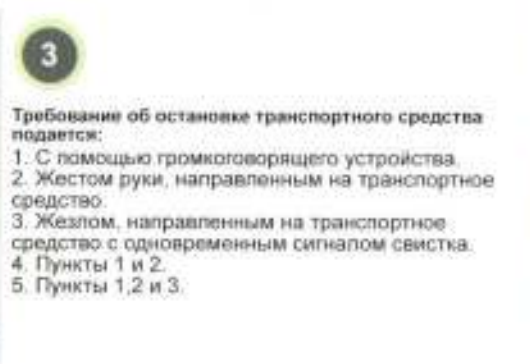 3
Требование об остановке транспортного средства
подается:
1. С помощью громкоговорящего устройства.
2. Жестом руки, направленным на транспортное
средство.
3. Жезлом, направленным на транспортное
средство с одновременным сигналом свистка.
4. Пункты 1 и 2.
5. Пункты 1,2 и 3.